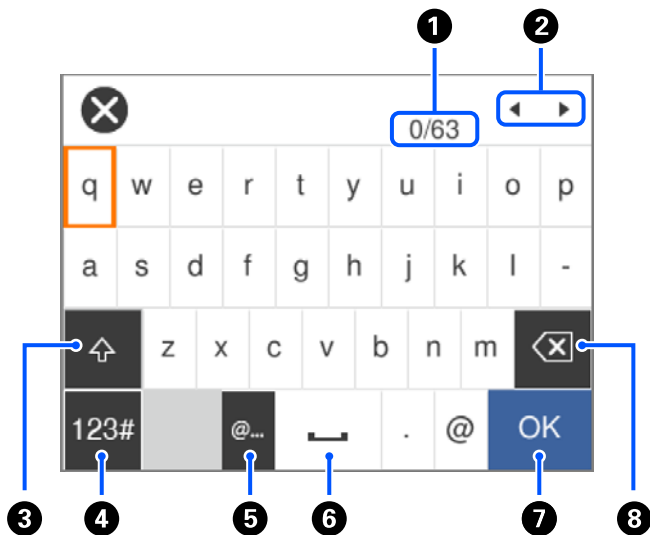 1 2
0/63
q w e r t y u i o p
a s d f g h j k l -
z x c v b n m
123# @... . @ OK
3 4 5 6 7 8